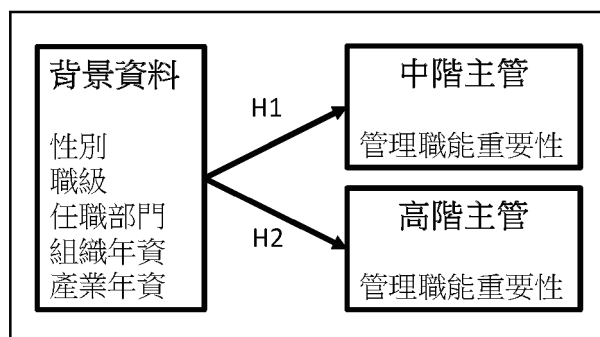 背景資料
性別
職級
任職部門
組織年資
產業年資
H1
H2
中階主管
管理職能重要性
高階主管
管理職能重要性